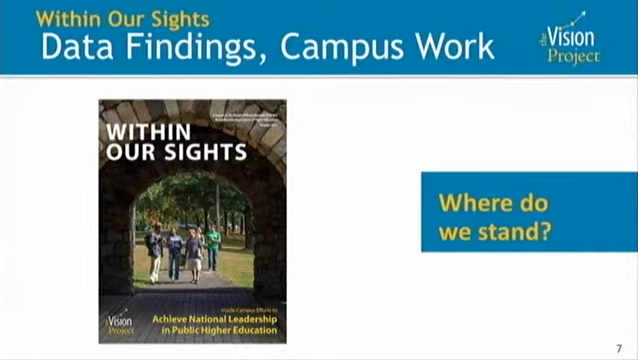 Within Our Sights
Data Findings, Campus Work
the Vision
Project
WITHIN
OUR SIGHTS
Where do
we stand?
Inside Campus Efforts to
Achieve National Leadership
in Public Higher Education
the Vision
Project
7